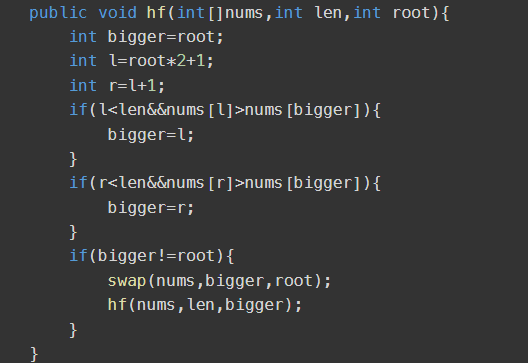 public void hf(int[]nums,int len,int root){
    int bigger=root;
    int l=root*2+1;
    int r=l+1;
    if(l<len&&nums[l]>nums[bigger]){
        bigger=l;
    }
    if(r<len&&nums[r]>nums[bigger]){
        bigger=r;
    }
    if(bigger!=root){
        swap(nums,bigger,root);
        hf(nums,len,bigger);
    }
}